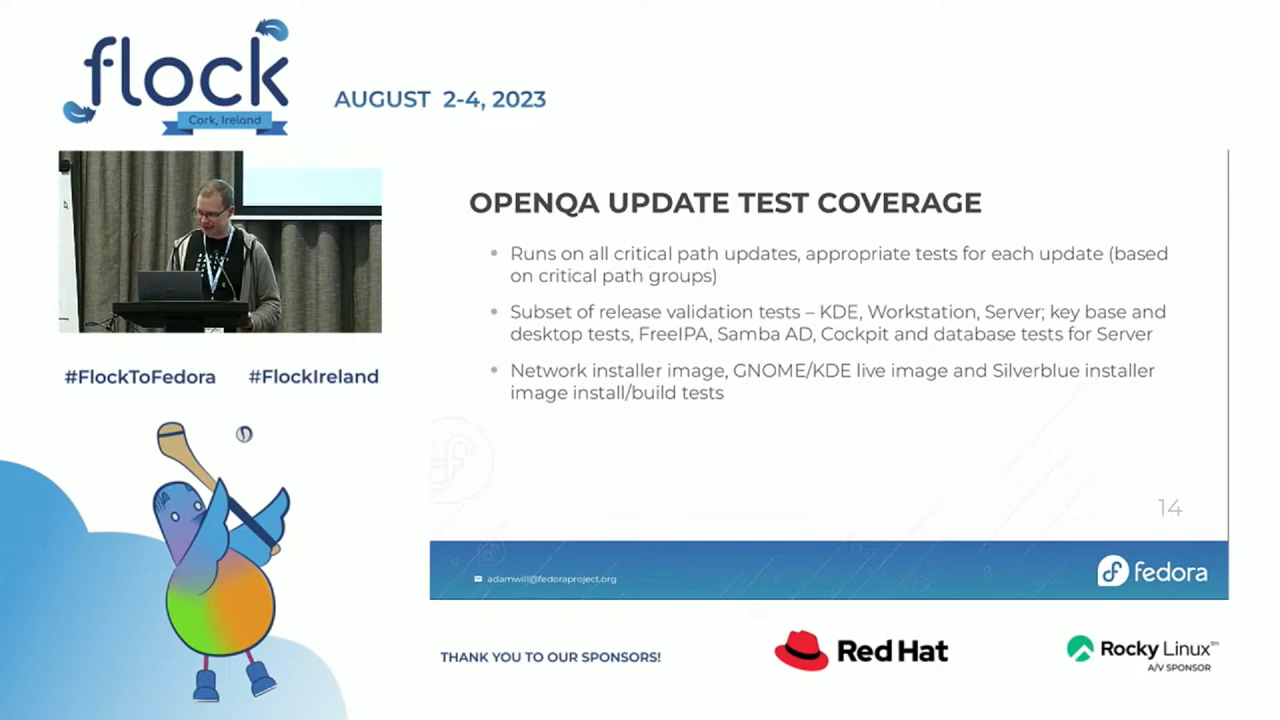 flock
Cork, Ireland
AUGUST 2-4, 2023
OPENQA UPDATE TEST COVERAGE
• Runs on all critical path updates, appropriate tests for each update (based
on critical path groups)
• Subset of release validation tests – KDE, Workstation, Server; key base and
desktop tests, FreeIPA, Samba AD, Cockpit and database tests for Server
• Network installer image, GNOME/KDE live image and Silverblue installer
image install/build tests
14
adamwill@fedoraproject.org
fedora
#FlockToFedora #FlockIreland
THANK YOU TO OUR SPONSORS!
Red Hat
Rocky Linux™
A/V SPONSOR